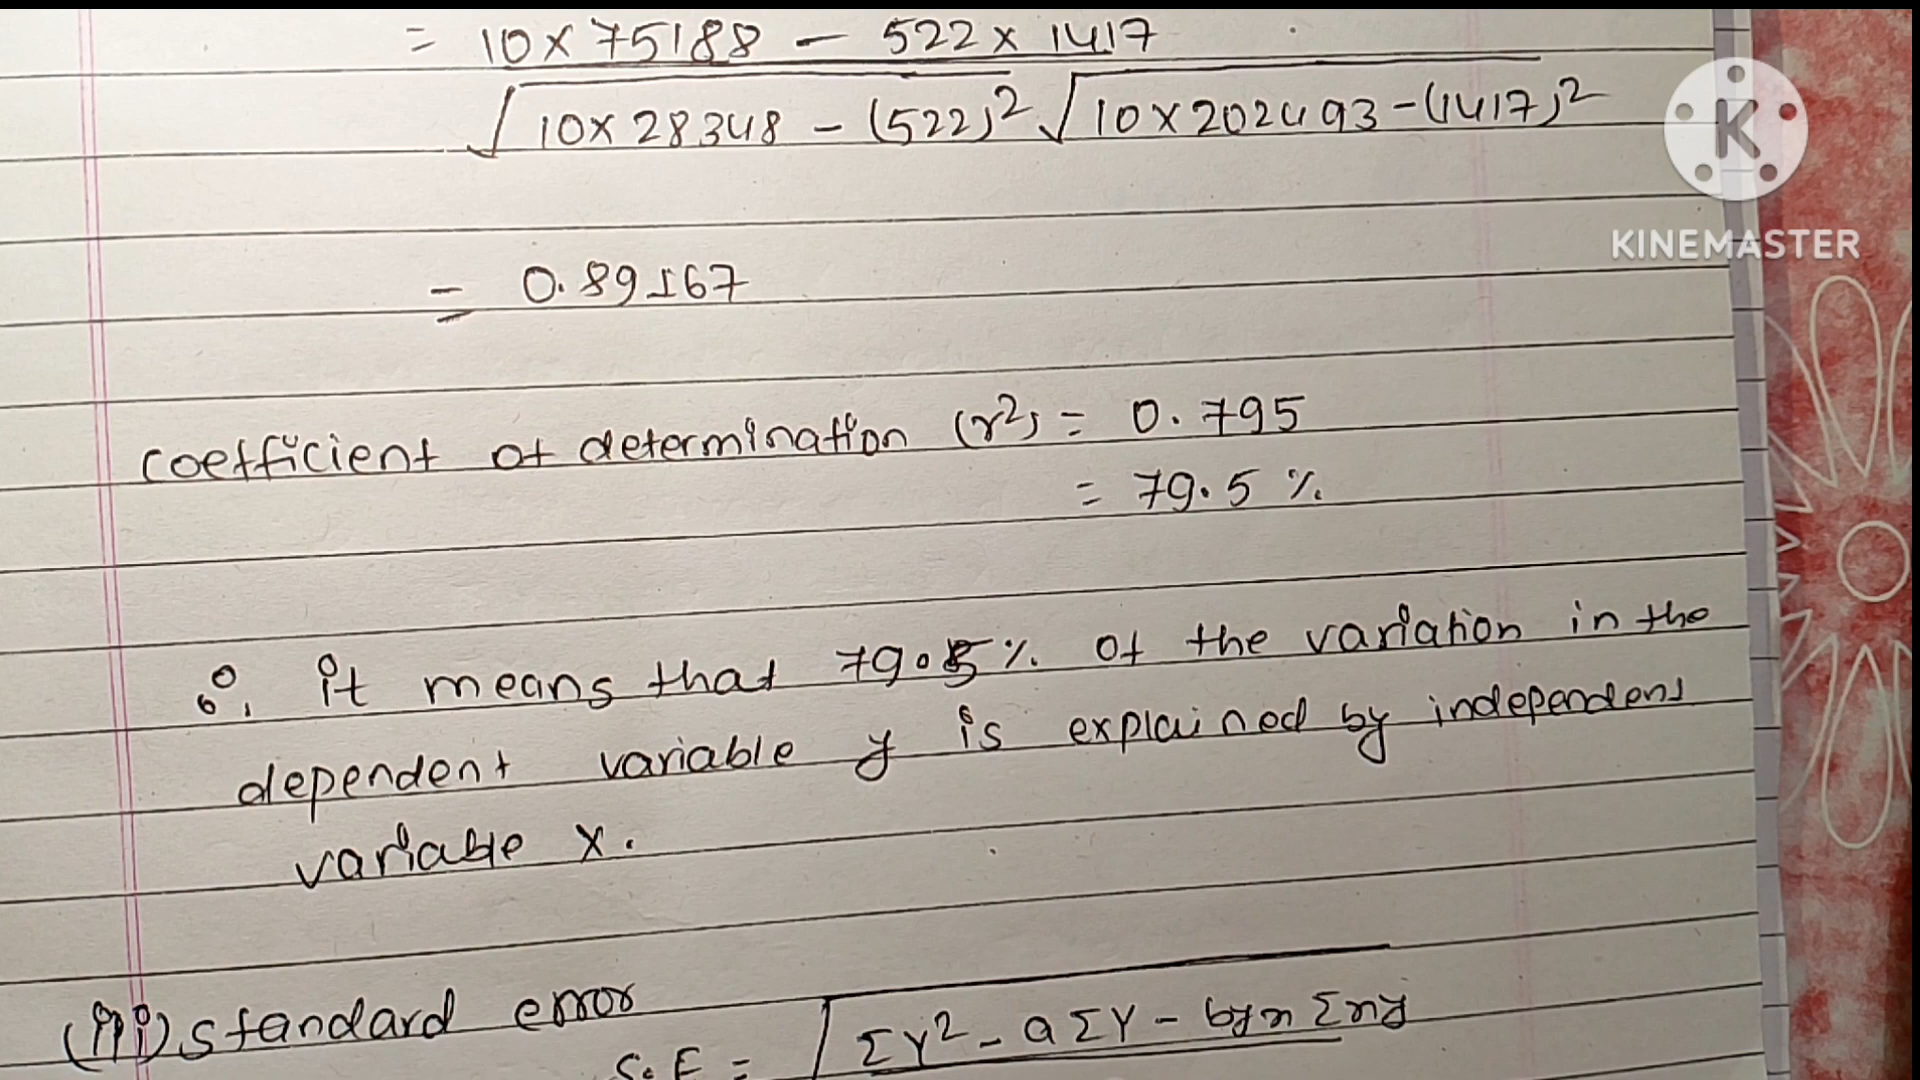 = 10 × 75188 - 522 × 1417
√10 × 28348 - (522)² √10 × 202493 - (1417)²
K
KINEMASTER
= 0.89167
coefficient of determination (r²) = 0.795
= 79.5 %
∴ it means that 79.5 % of the variation in the
dependent variable y is explained by independent
variable x.
(iii) standard error
S.E = √Σy² - aΣy - byx Σxy